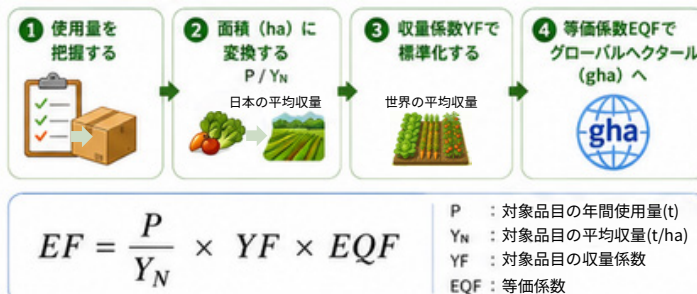 1 使用量を
把握する
2 面積（ha）に
変換する
P / YN
日本の平均収量
3 収量係数YFで
標準化する
世界の平均収量
4 等価係数EQFで
グローバルヘクタール
（gha）へ
gha
EF = P / YN × YF × EQF
P ：対象品目の年間使用量(t)
YN ：対象品目の平均収量(t/ha)
YF ：対象品目の収量係数
EQF：等価係数